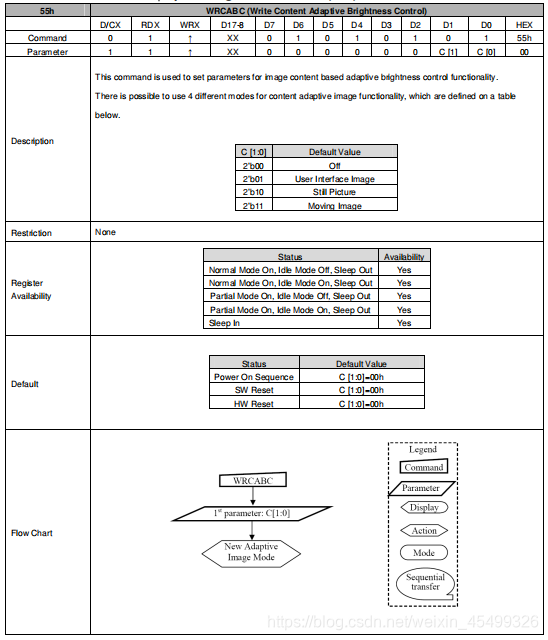 55h WRCABC (Write Content Adaptive Brightness Control)
D/CX RDX WRX D17-8 D7 D6 D5 D4 D3 D2 D1 D0 HEX
Command 0 1 ↑ XX 0 1 0 1 0 1 0 1 55h
Parameter 1 1 ↑ XX 0 0 0 0 0 0 C [1] C [0] 00
Description
This command is used to set parameters for image content based adaptive brightness control functionality.
There is possible to use 4 different modes for content adaptive image functionality, which are defined on a table
below.
C [1:0] Default Value
2'b00 Off
2'b01 User Interface Image
2'b10 Still Picture
2'b11 Moving Image
Restriction None
Register
Availability
Status Availability
Normal Mode On, Idle Mode Off, Sleep Out Yes
Normal Mode On, Idle Mode On, Sleep Out Yes
Partial Mode On, Idle Mode Off, Sleep Out Yes
Partial Mode On, Idle Mode On, Sleep Out Yes
Sleep In Yes
Default
Status Default Value
Power On Sequence C [1:0]=00h
SW Reset C [1:0]=00h
HW Reset C [1:0]=00h
Flow Chart
WRCABC
1st parameter: C[1:0]
New Adaptive
Image Mode
Legend
Command
Parameter
Display
Action
Mode
Sequential
transfer
https://blog.csdn.net/weixin_45499326